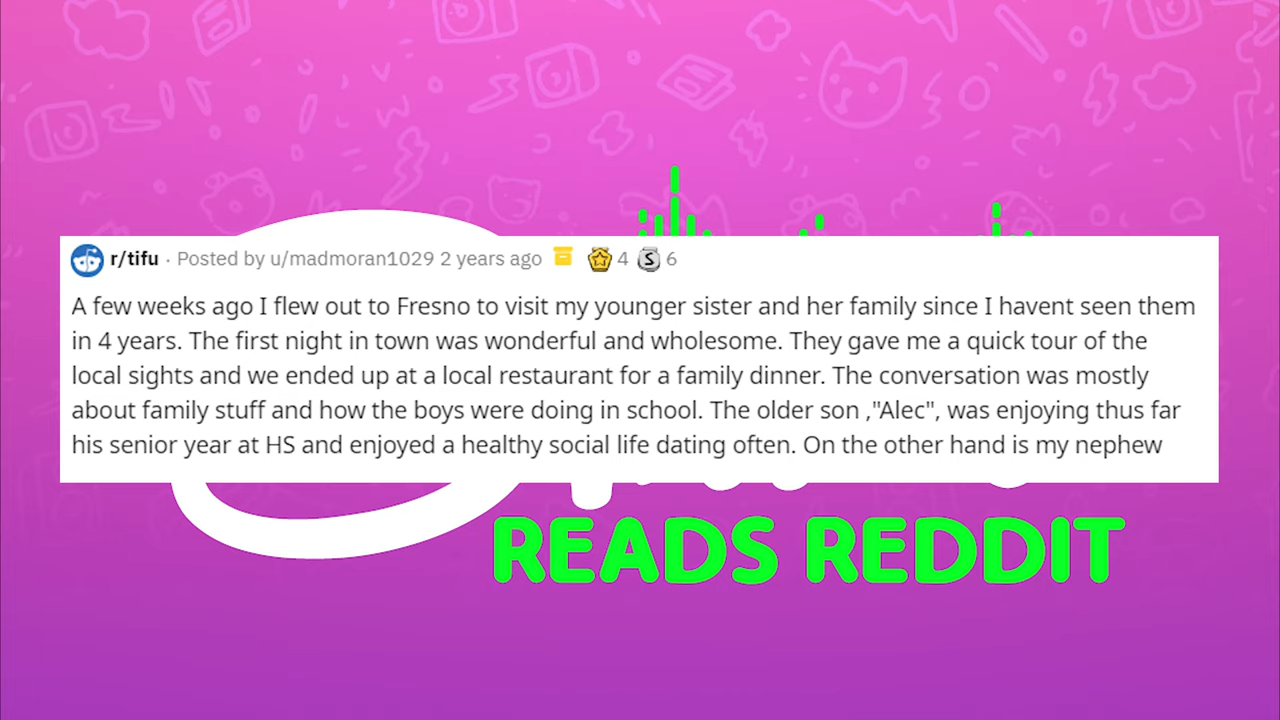 r/tifu · Posted by u/madmoran1029 2 years ago 4 6
A few weeks ago I flew out to Fresno to visit my younger sister and her family since I havent seen them
in 4 years. The first night in town was wonderful and wholesome. They gave me a quick tour of the
local sights and we ended up at a local restaurant for a family dinner. The conversation was mostly
about family stuff and how the boys were doing in school. The older son ,"Alec", was enjoying thus far
his senior year at HS and enjoyed a healthy social life dating often. On the other hand is my nephew
READS REDDIT